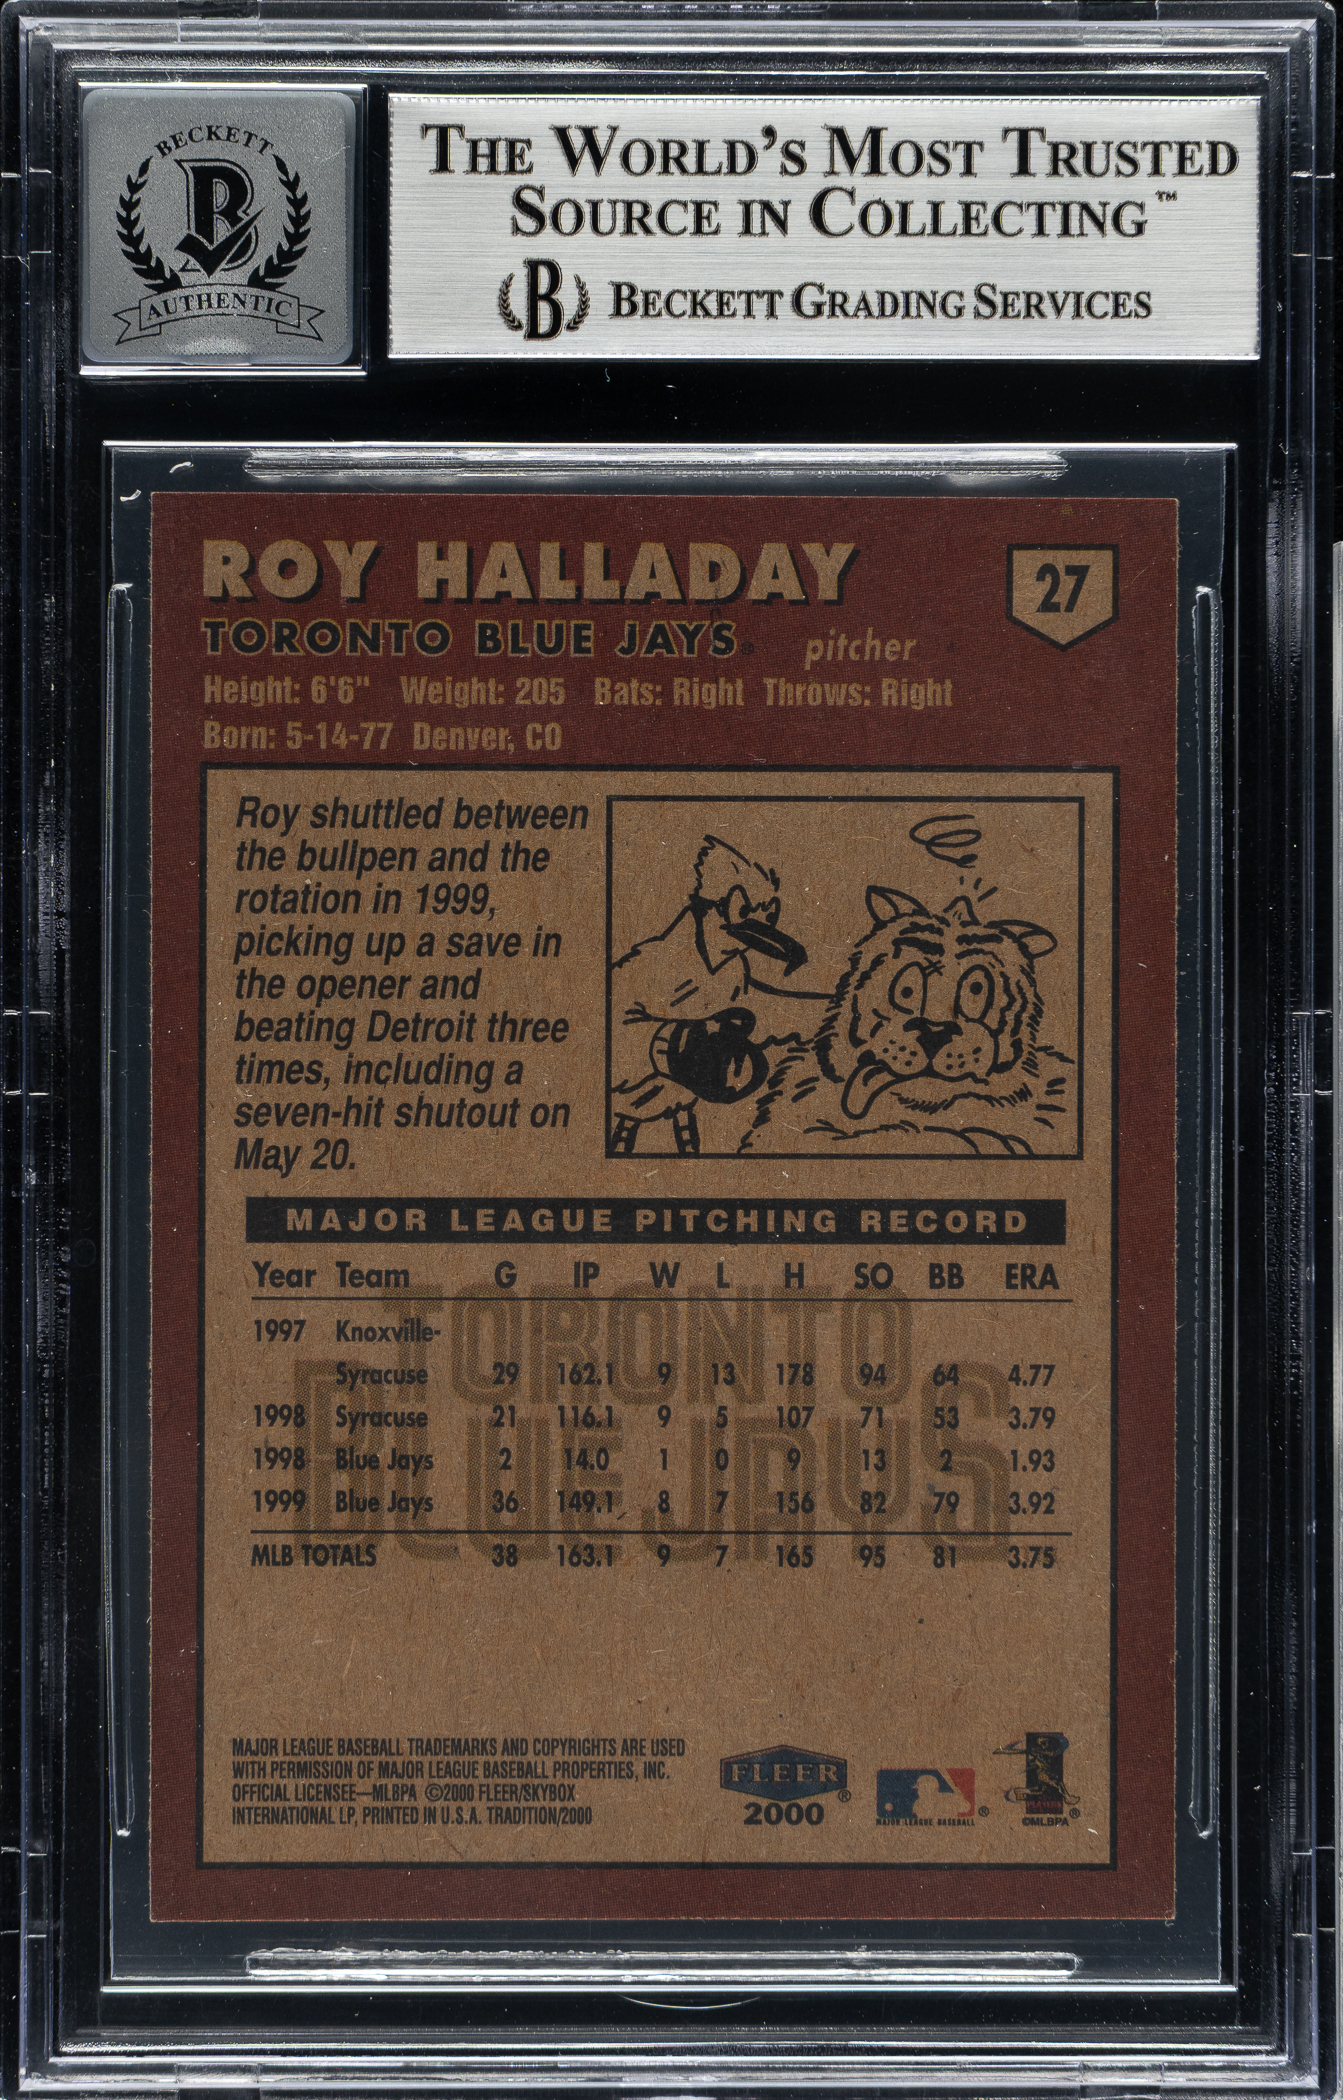 BECKETT
B
AUTHENTIC
THE WORLD'S MOST TRUSTED
SOURCE IN COLLECTING™
B BECKETT GRADING SERVICES
ROY HALLADAY
27
TORONTO BLUE JAYS® pitcher
Height: 6'6" Weight: 205 Bats: Right Throws: Right
Born: 5-14-77 Denver, CO
Roy shuttled between
the bullpen and the
rotation in 1999,
picking up a save in
the opener and
beating Detroit three
times, including a
seven-hit shutout on
May 20.
MAJOR LEAGUE PITCHING RECORD
Year Team G IP W L H SO BB ERA
1997 Knoxville-
Syracuse 29 162.1 9 13 178 94 64 4.77
1998 Syracuse 21 116.1 9 5 107 71 53 3.79
1998 Blue Jays 2 14.0 1 0 9 13 2 1.93
1999 Blue Jays 36 149.1 8 7 156 82 79 3.92
MLB TOTALS 38 163.1 9 7 165 95 81 3.75
TORONTO
BLUE JAYS
MAJOR LEAGUE BASEBALL TRADEMARKS AND COPYRIGHTS ARE USED
WITH PERMISSION OF MAJOR LEAGUE BASEBALL PROPERTIES, INC.
OFFICIAL LICENSEE—MLBPA ©2000 FLEER/SKYBOX
INTERNATIONAL LP, PRINTED IN U.S.A. TRADITION/2000
FLEER®
2000
MAJOR LEAGUE BASEBALL®
PLAYERS
©MLBPA®